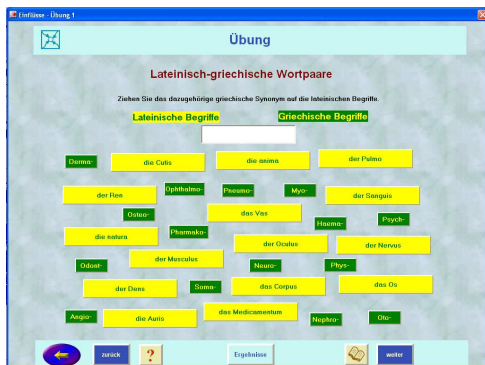 Einflüsse - Übung 1
Übung
Lateinisch-griechische Wortpaare
Ziehen Sie das dazugehörige griechische Synonym auf die lateinischen Begriffe.
Lateinische Begriffe Griechische Begriffe
Derma- die Cutis die anima der Pulmo
der Ren Ophthalmo- Pneumo- Myo- der Sanguis
Osteo- das Vas Haema- Psych-
die natura Pharmako- der Oculus der Nervus
Odont- der Musculus Neuro- Phys-
der Dens Soma- das Corpus das Os
Angio- die Auris das Medicamentum Nephro- Oto-
zurück ? Ergebnisse weiter